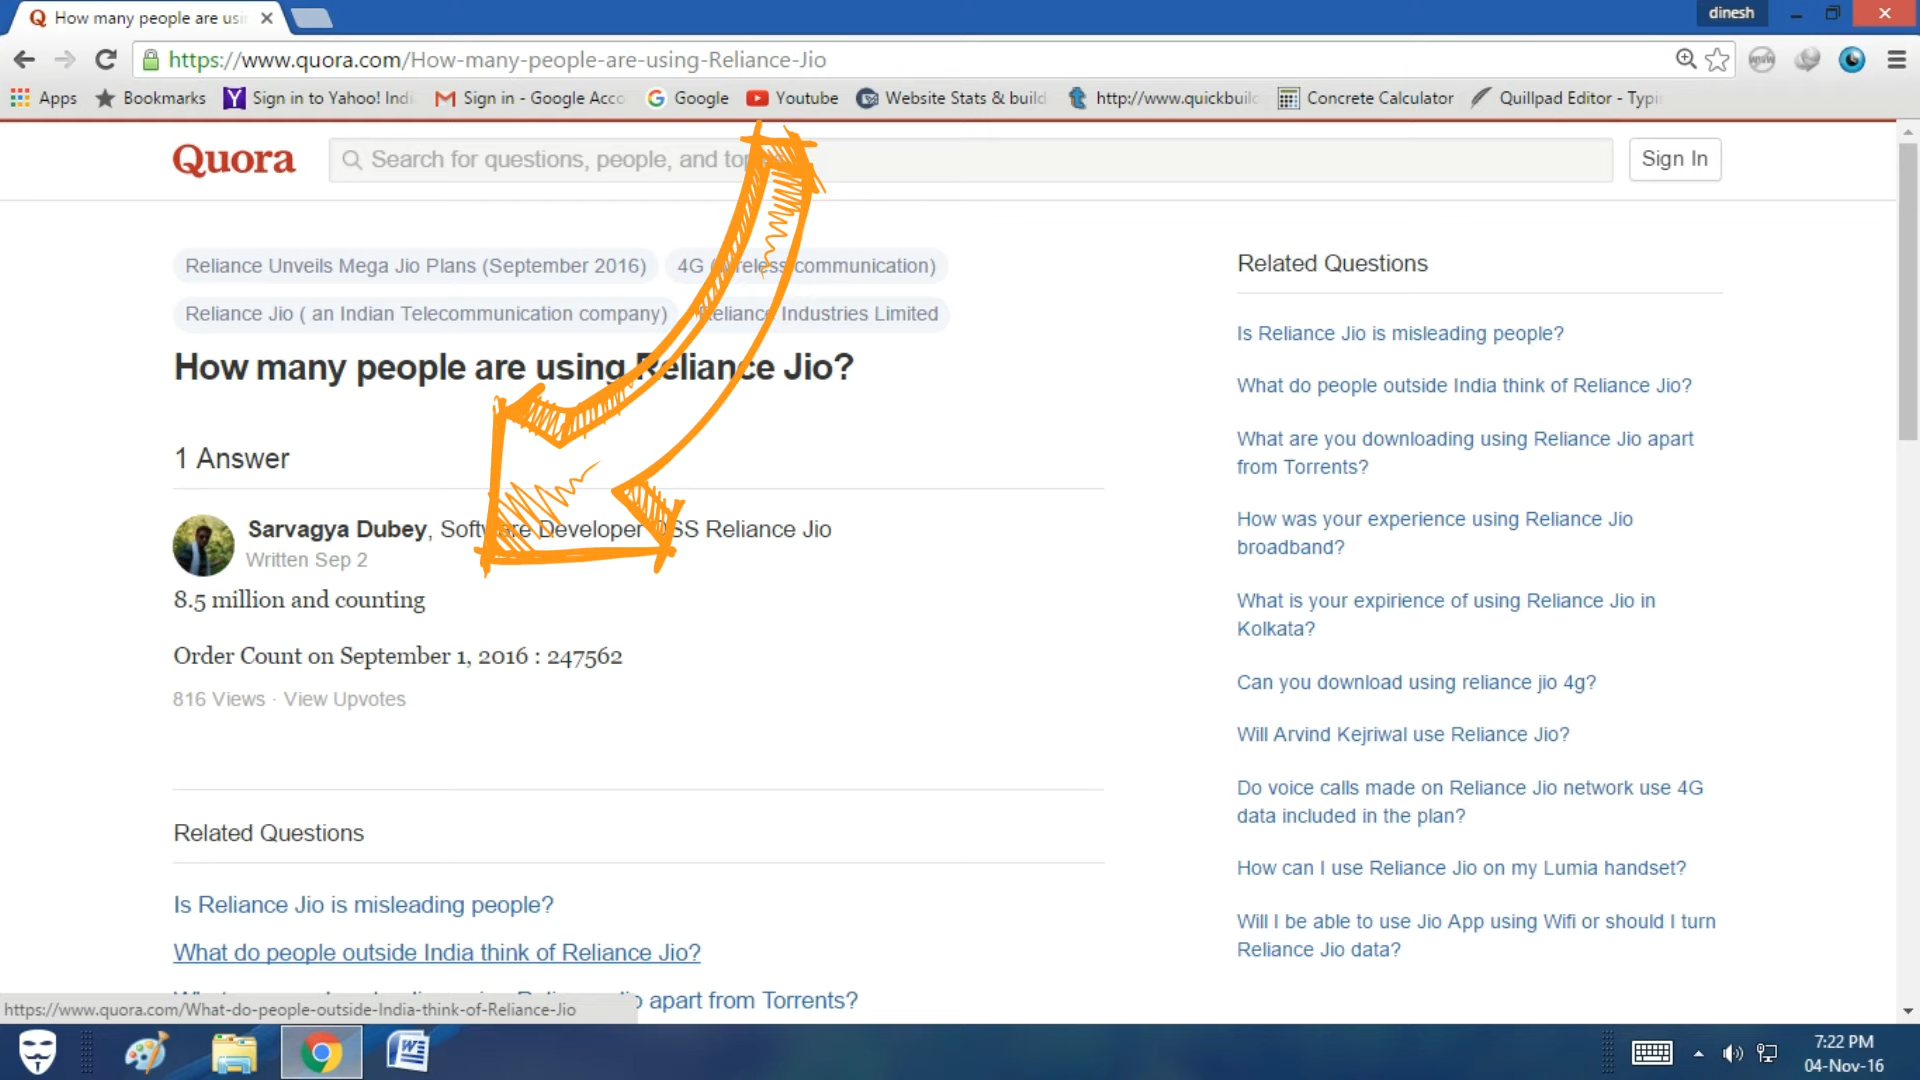 How many people are usi
dinesh
https://www.quora.com/How-many-people-are-using-Reliance-Jio
Apps
Bookmarks
Sign in to Yahoo! Indi
Sign in - Google Acco
Google
Youtube
Website Stats & build
http://www.quickbuil
Concrete Calculator
Quillpad Editor - Typi
Quora
Search for questions, people, and top
Sign In
Reliance Unveils Mega Jio Plans (September 2016)
4G (wireless communication)
Reliance Jio ( an Indian Telecommunication company)
Reliance Industries Limited
How many people are using Reliance Jio?
1 Answer
Sarvagya Dubey, Software Developer OSS Reliance Jio
Written Sep 2
8.5 million and counting
Order Count on September 1, 2016 : 247562
816 Views · View Upvotes
Related Questions
Is Reliance Jio is misleading people?
What do people outside India think of Reliance Jio?
apart from Torrents?
https://www.quora.com/What-do-people-outside-India-think-of-Reliance-Jio
Related Questions
Is Reliance Jio is misleading people?
What do people outside India think of Reliance Jio?
What are you downloading using Reliance Jio apart
from Torrents?
How was your experience using Reliance Jio
broadband?
What is your expirience of using Reliance Jio in
Kolkata?
Can you download using reliance jio 4g?
Will Arvind Kejriwal use Reliance Jio?
Do voice calls made on Reliance Jio network use 4G
data included in the plan?
How can I use Reliance Jio on my Lumia handset?
Will I be able to use Jio App using Wifi or should I turn
Reliance Jio data?
7:22 PM
04-Nov-16